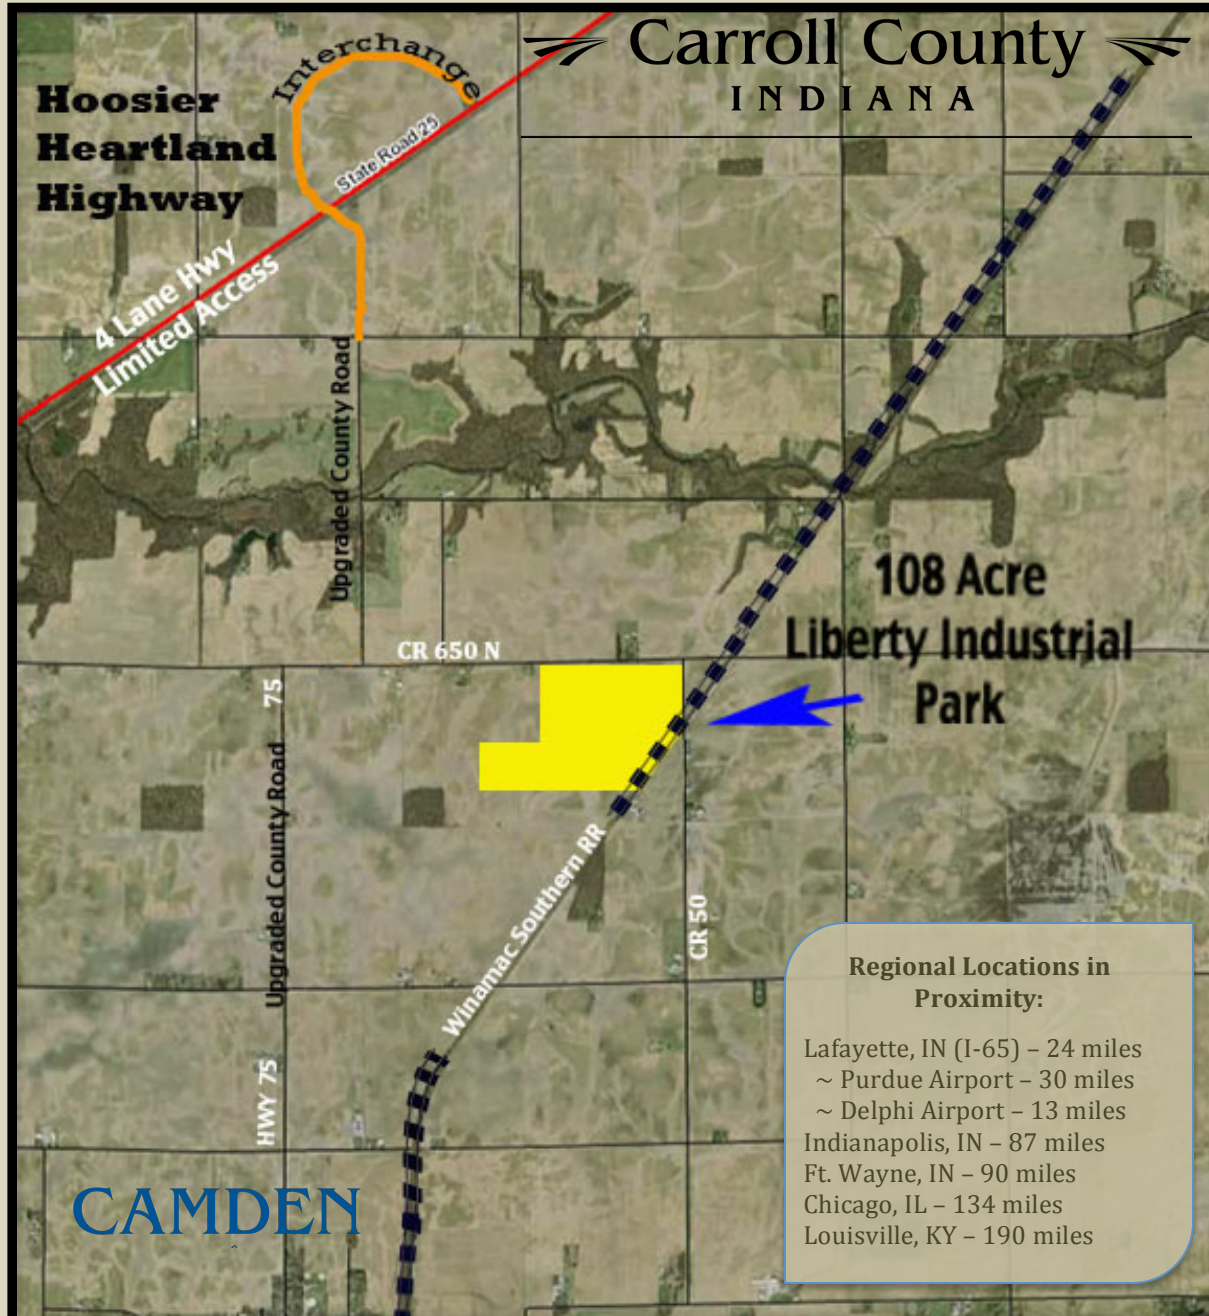 Carroll County
INDIANA
Interchange
Hoosier
Heartland
Highway
State Road 25
4 Lane Hwy
Limited Access
Upgraded County Road
108 Acre
Liberty Industrial
Park
CR 650 N
75
Upgraded County Road
Winamac Southern RR
CR 50
HWY 75
CAMDEN
Regional Locations in
Proximity:
Lafayette, IN (I-65) – 24 miles
~ Purdue Airport – 30 miles
~ Delphi Airport – 13 miles
Indianapolis, IN – 87 miles
Ft. Wayne, IN – 90 miles
Chicago, IL – 134 miles
Louisville, KY – 190 miles